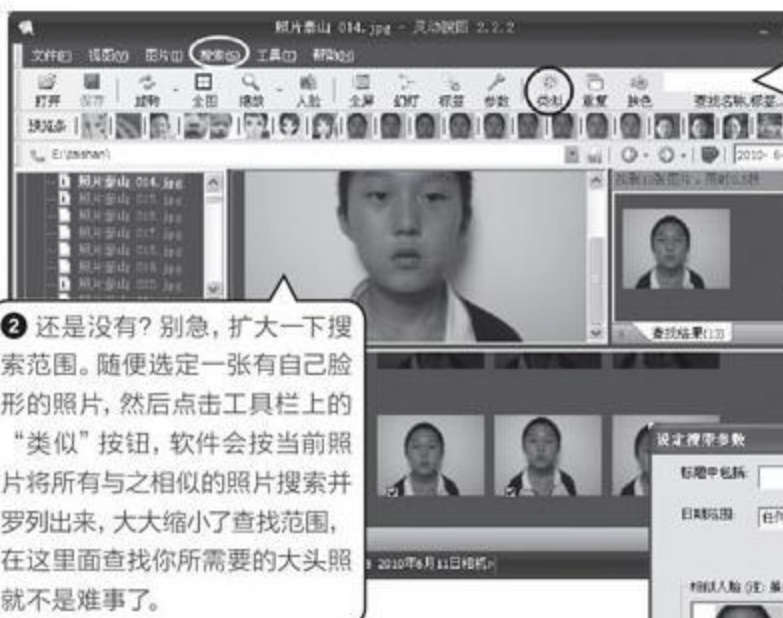 照片泰山 014.jpg - 灵动搜图 2.2.2
文件(F) 视图(V) 图片(I) 搜索(S) 工具(T) 帮助(H)
打开 保存 旋转 全图 缩放 人脸 全屏 幻灯 标签 参数 类似 重复 肤色 查找名称,标签
预览条
E:\taishan\
2010- 6-
照片泰山 014.jpg
照片泰山 015.jpg
照片泰山 016.jpg
照片泰山 017.jpg
照片泰山 018.jpg
照片泰山 019.jpg
照片泰山 020.jpg
查找结果(13)
❷ 还是没有? 别急, 扩大一下搜
索范围。随便选定一张有自己脸
形的照片, 然后点击工具栏上的
“类似”按钮, 软件会按当前照
片将所有与之相似的照片搜索并
罗列出来, 大大缩小了查找范围,
在这里面查找你所需要的大头照
就不是难事了。
2010年6月11日相机
设定搜索参数
标题中包括:
日期范围:
相似人脸 (注: